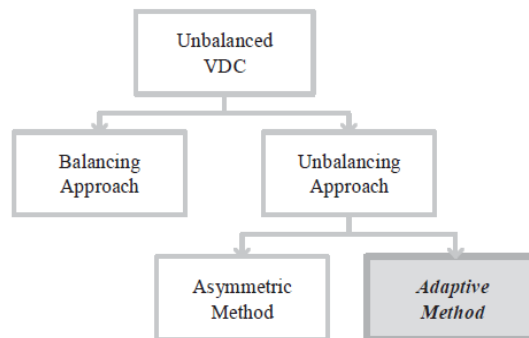 Unbalanced
VDC
Balancing
Approach
Unbalancing
Approach
Asymmetric
Method
Adaptive
Method